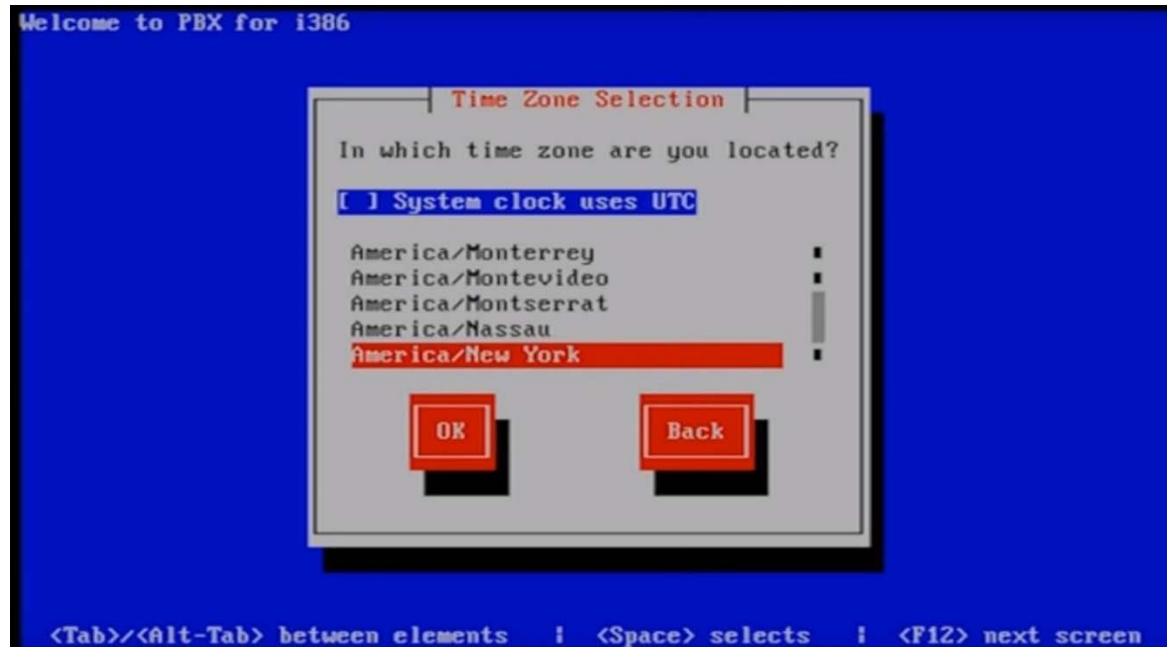 Welcome to PBX for i386
Time Zone Selection
In which time zone are you located?
[ ] System clock uses UTC
America/Monterrey
America/Montevideo
America/Montserrat
America/Nassau
America/New York
OK Back
<Tab>/<Alt-Tab> between elements | <Space> selects | <F12> next screen